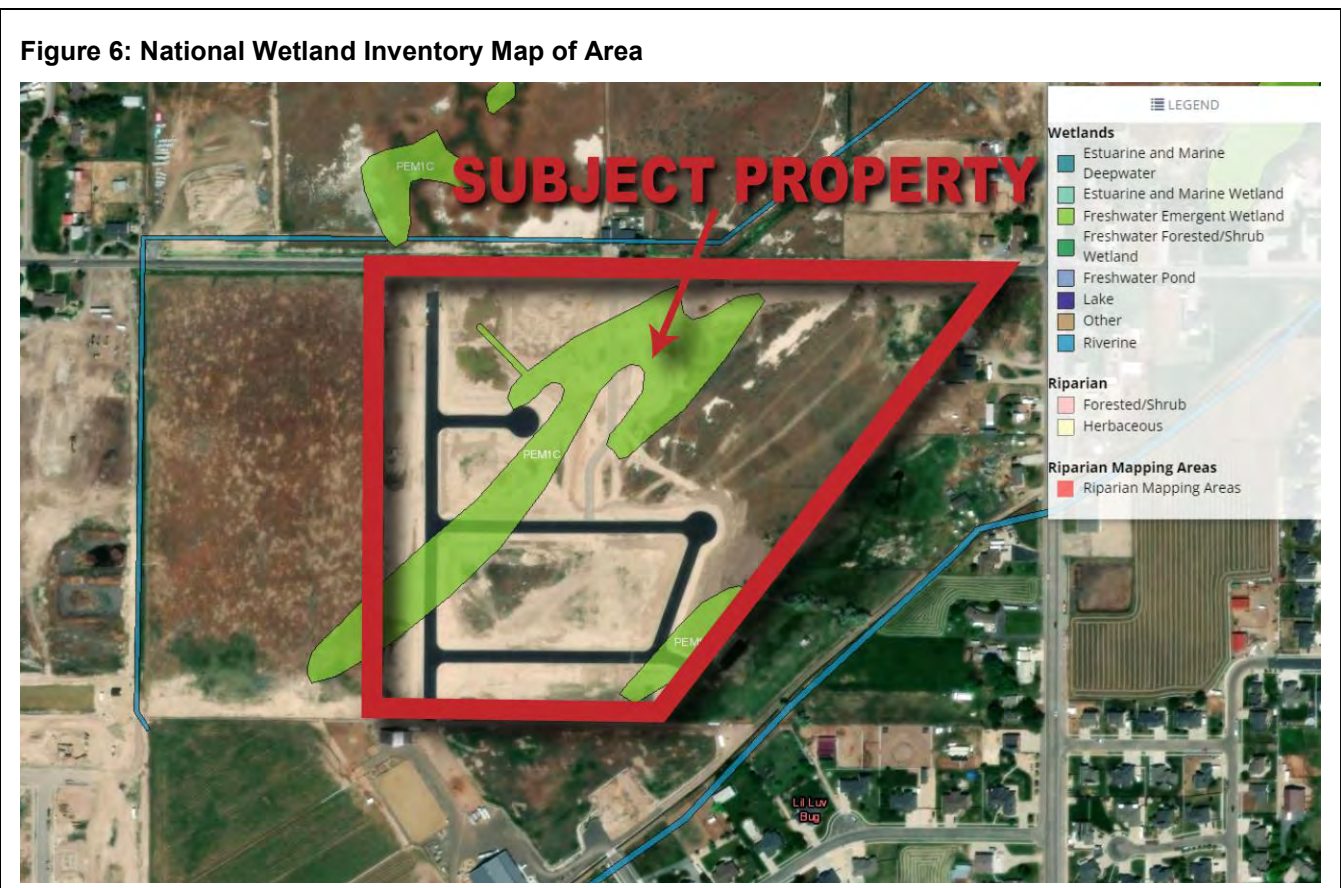 Figure 6: National Wetland Inventory Map of Area
LEGEND
Wetlands
Estuarine and Marine
Deepwater
Estuarine and Marine Wetland
Freshwater Emergent Wetland
Freshwater Forested/Shrub
Wetland
Freshwater Pond
Lake
Other
Riverine
Riparian
Forested/Shrub
Herbaceous
Riparian Mapping Areas
Riparian Mapping Areas
PEM1C
SUBJECT PROPERTY
PEM1C
Lil Luv
Bug